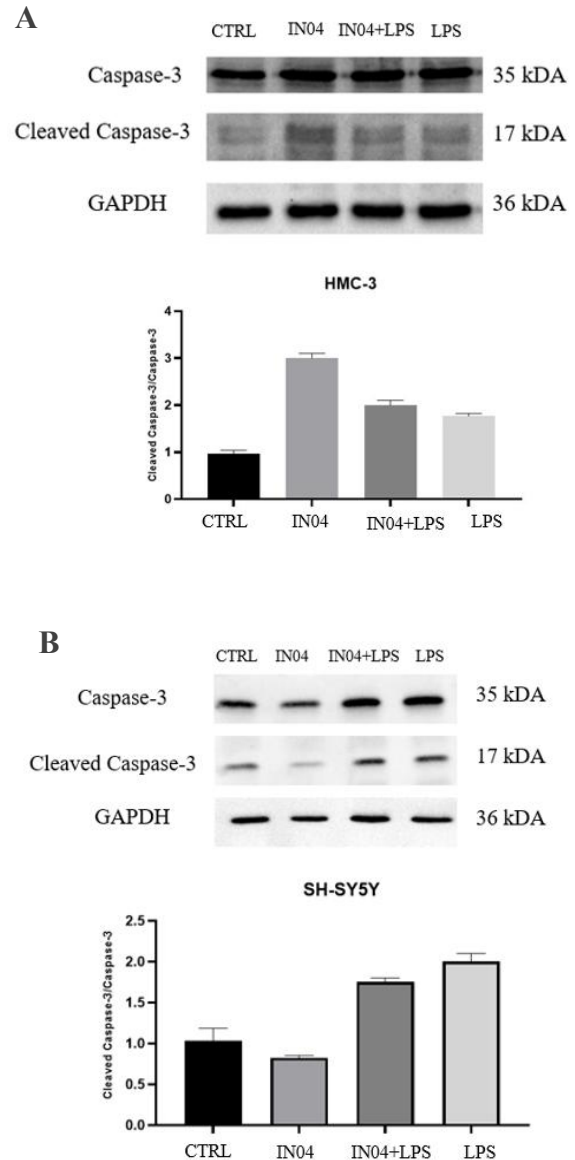 A
CTRL IN04 IN04+LPS LPS
Caspase-3 35 kDA
Cleaved Caspase-3 17 kDA
GAPDH 36 kDA
HMC-3
Cleaved Caspase-3/Caspase-3
4
3
2
1
0
CTRL IN04 IN04+LPS LPS
B
CTRL IN04 IN04+LPS LPS
Caspase-3 35 kDA
Cleaved Caspase-3 17 kDA
GAPDH 36 kDA
SH-SY5Y
Cleaved Caspase-3/Caspase-3
2.5
2.0
1.5
1.0
0.5
0.0
CTRL IN04 IN04+LPS LPS